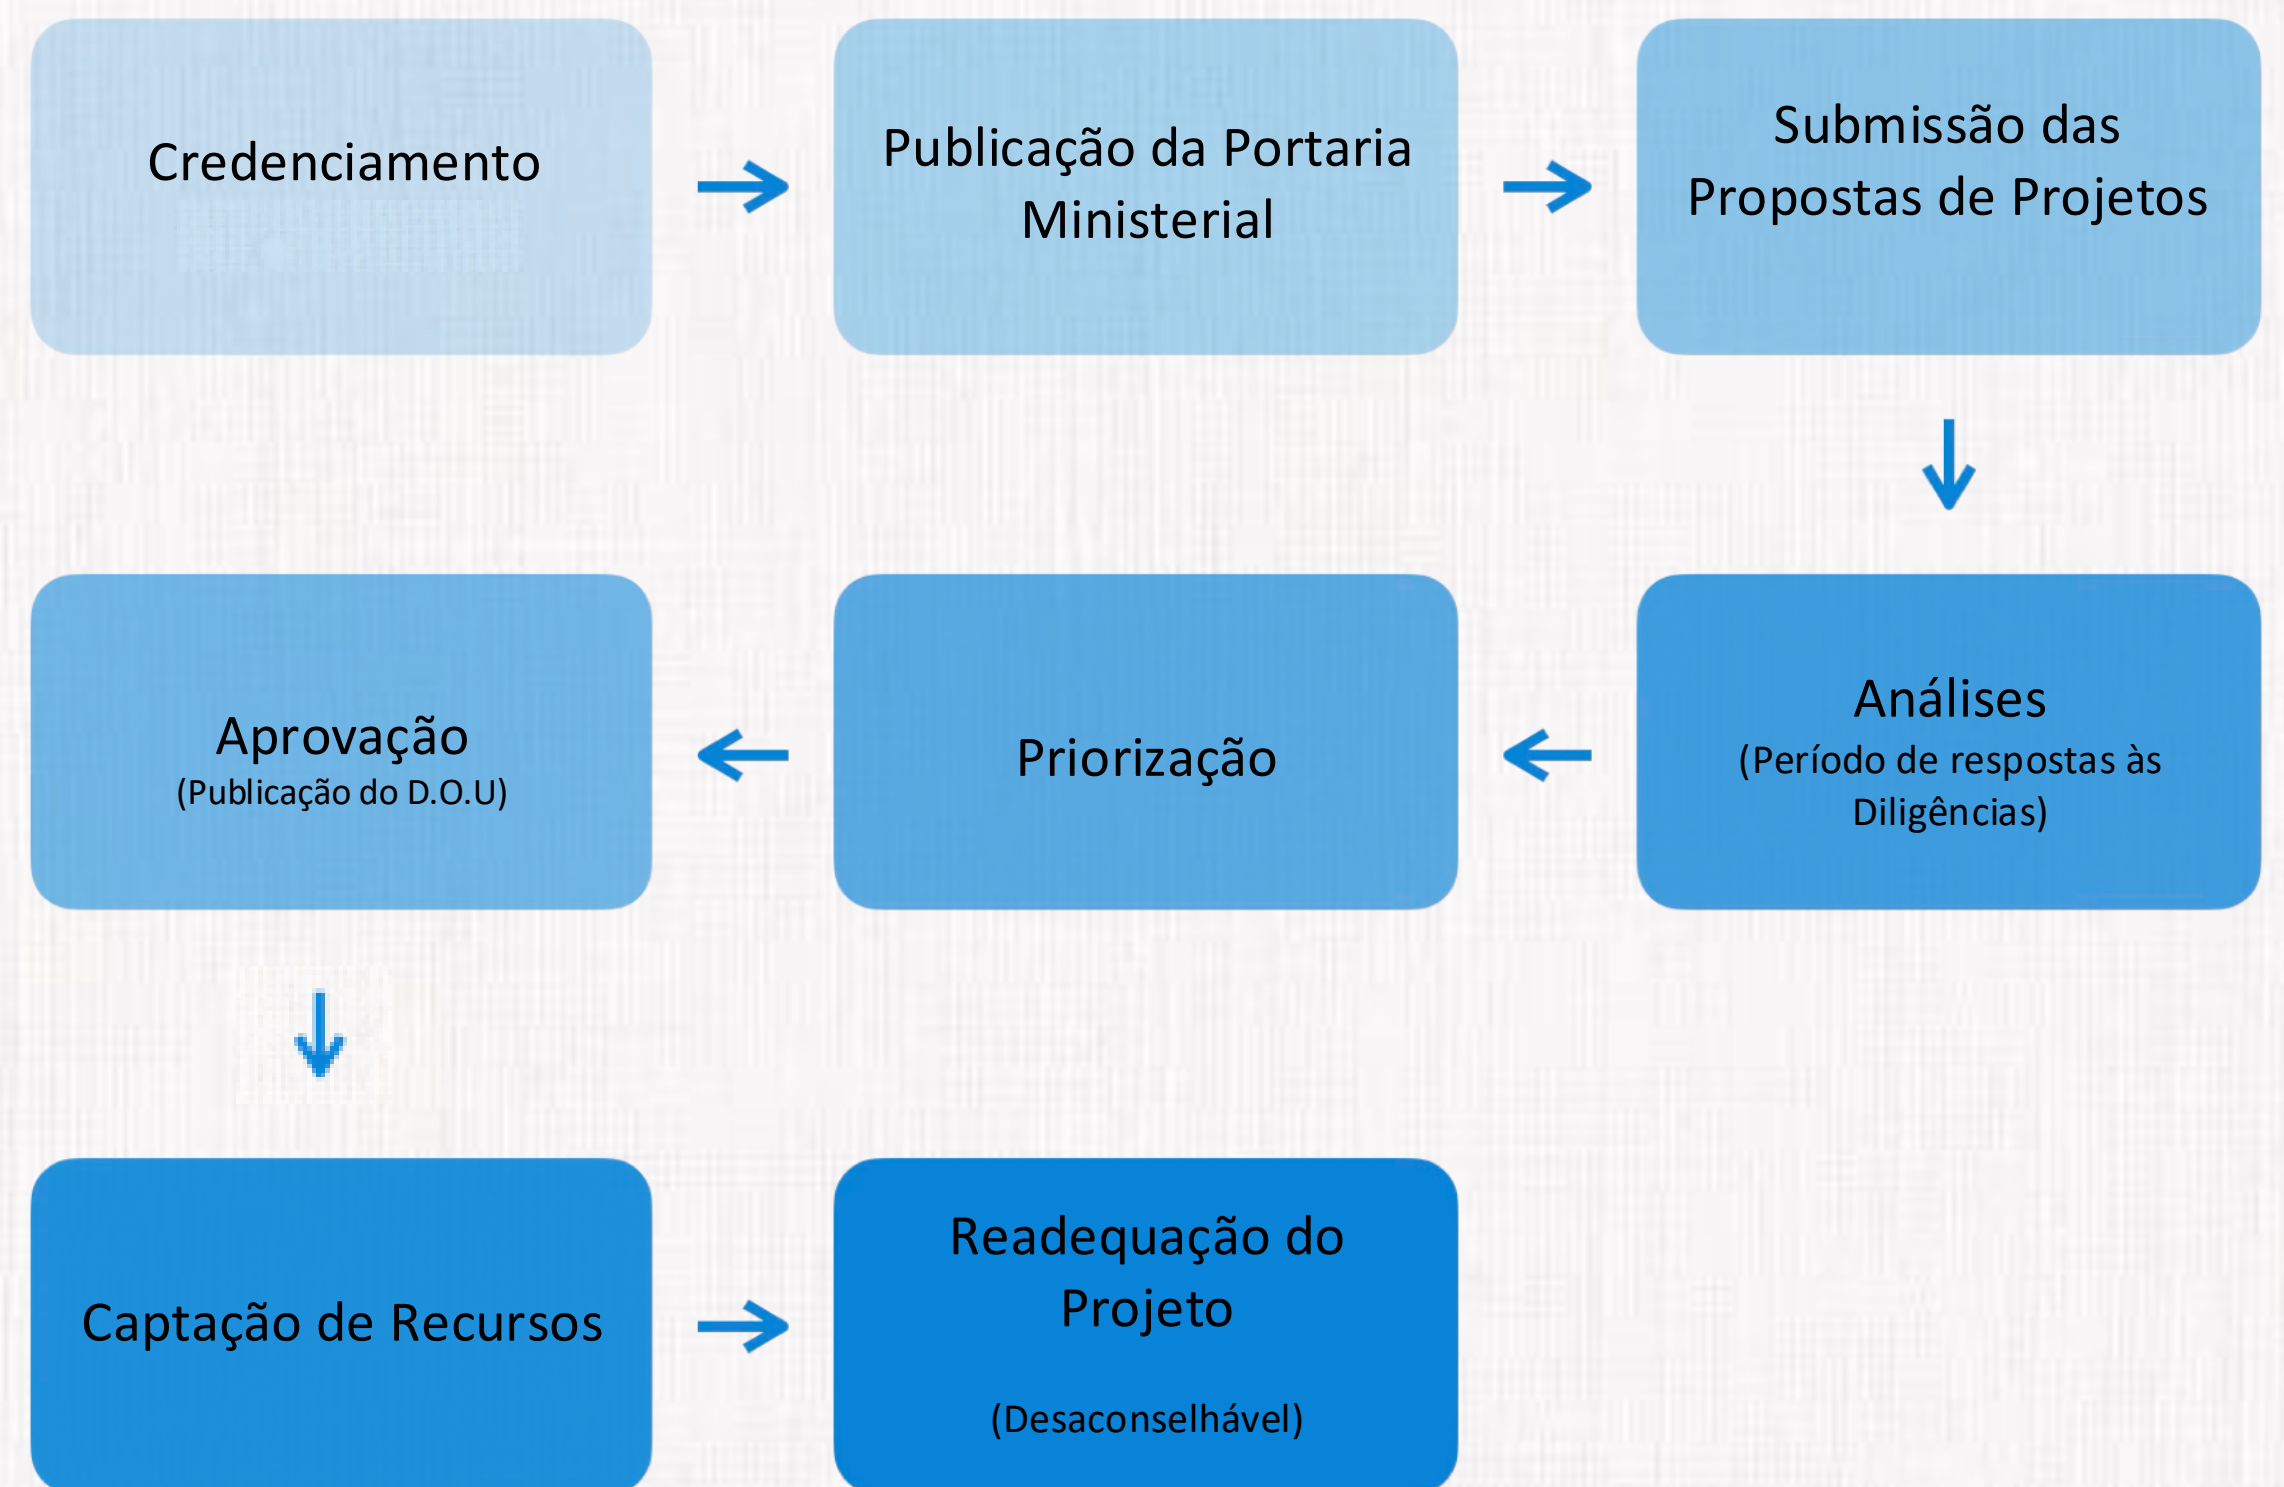 Credenciamento
Publicação da Portaria
Ministerial
Submissão das
Propostas de Projetos
Análises
(Período de respostas às
Diligências)
Priorização
Aprovação
(Publicação do D.O.U)
Captação de Recursos
Readequação do
Projeto
(Desaconselhável)